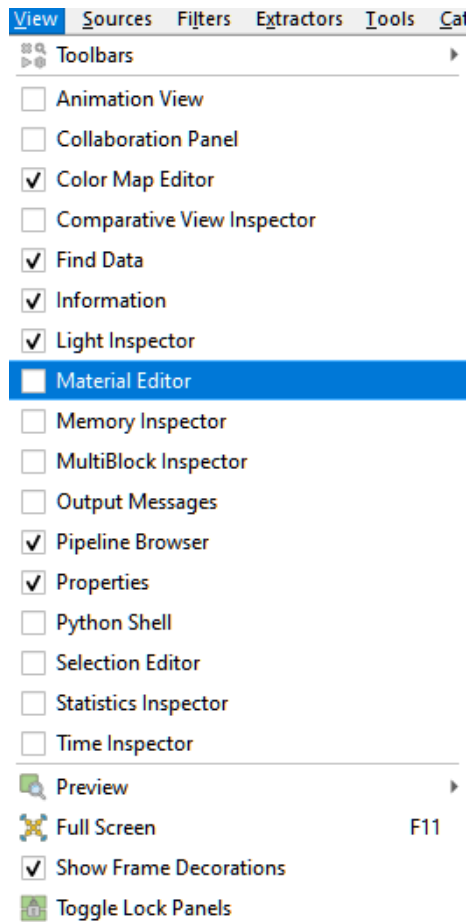 View Sources Filters Extractors Tools Cat
Toolbars
Animation View
Collaboration Panel
Color Map Editor
Comparative View Inspector
Find Data
Information
Light Inspector
Material Editor
Memory Inspector
MultiBlock Inspector
Output Messages
Pipeline Browser
Properties
Python Shell
Selection Editor
Statistics Inspector
Time Inspector
Preview
Full Screen F11
Show Frame Decorations
Toggle Lock Panels